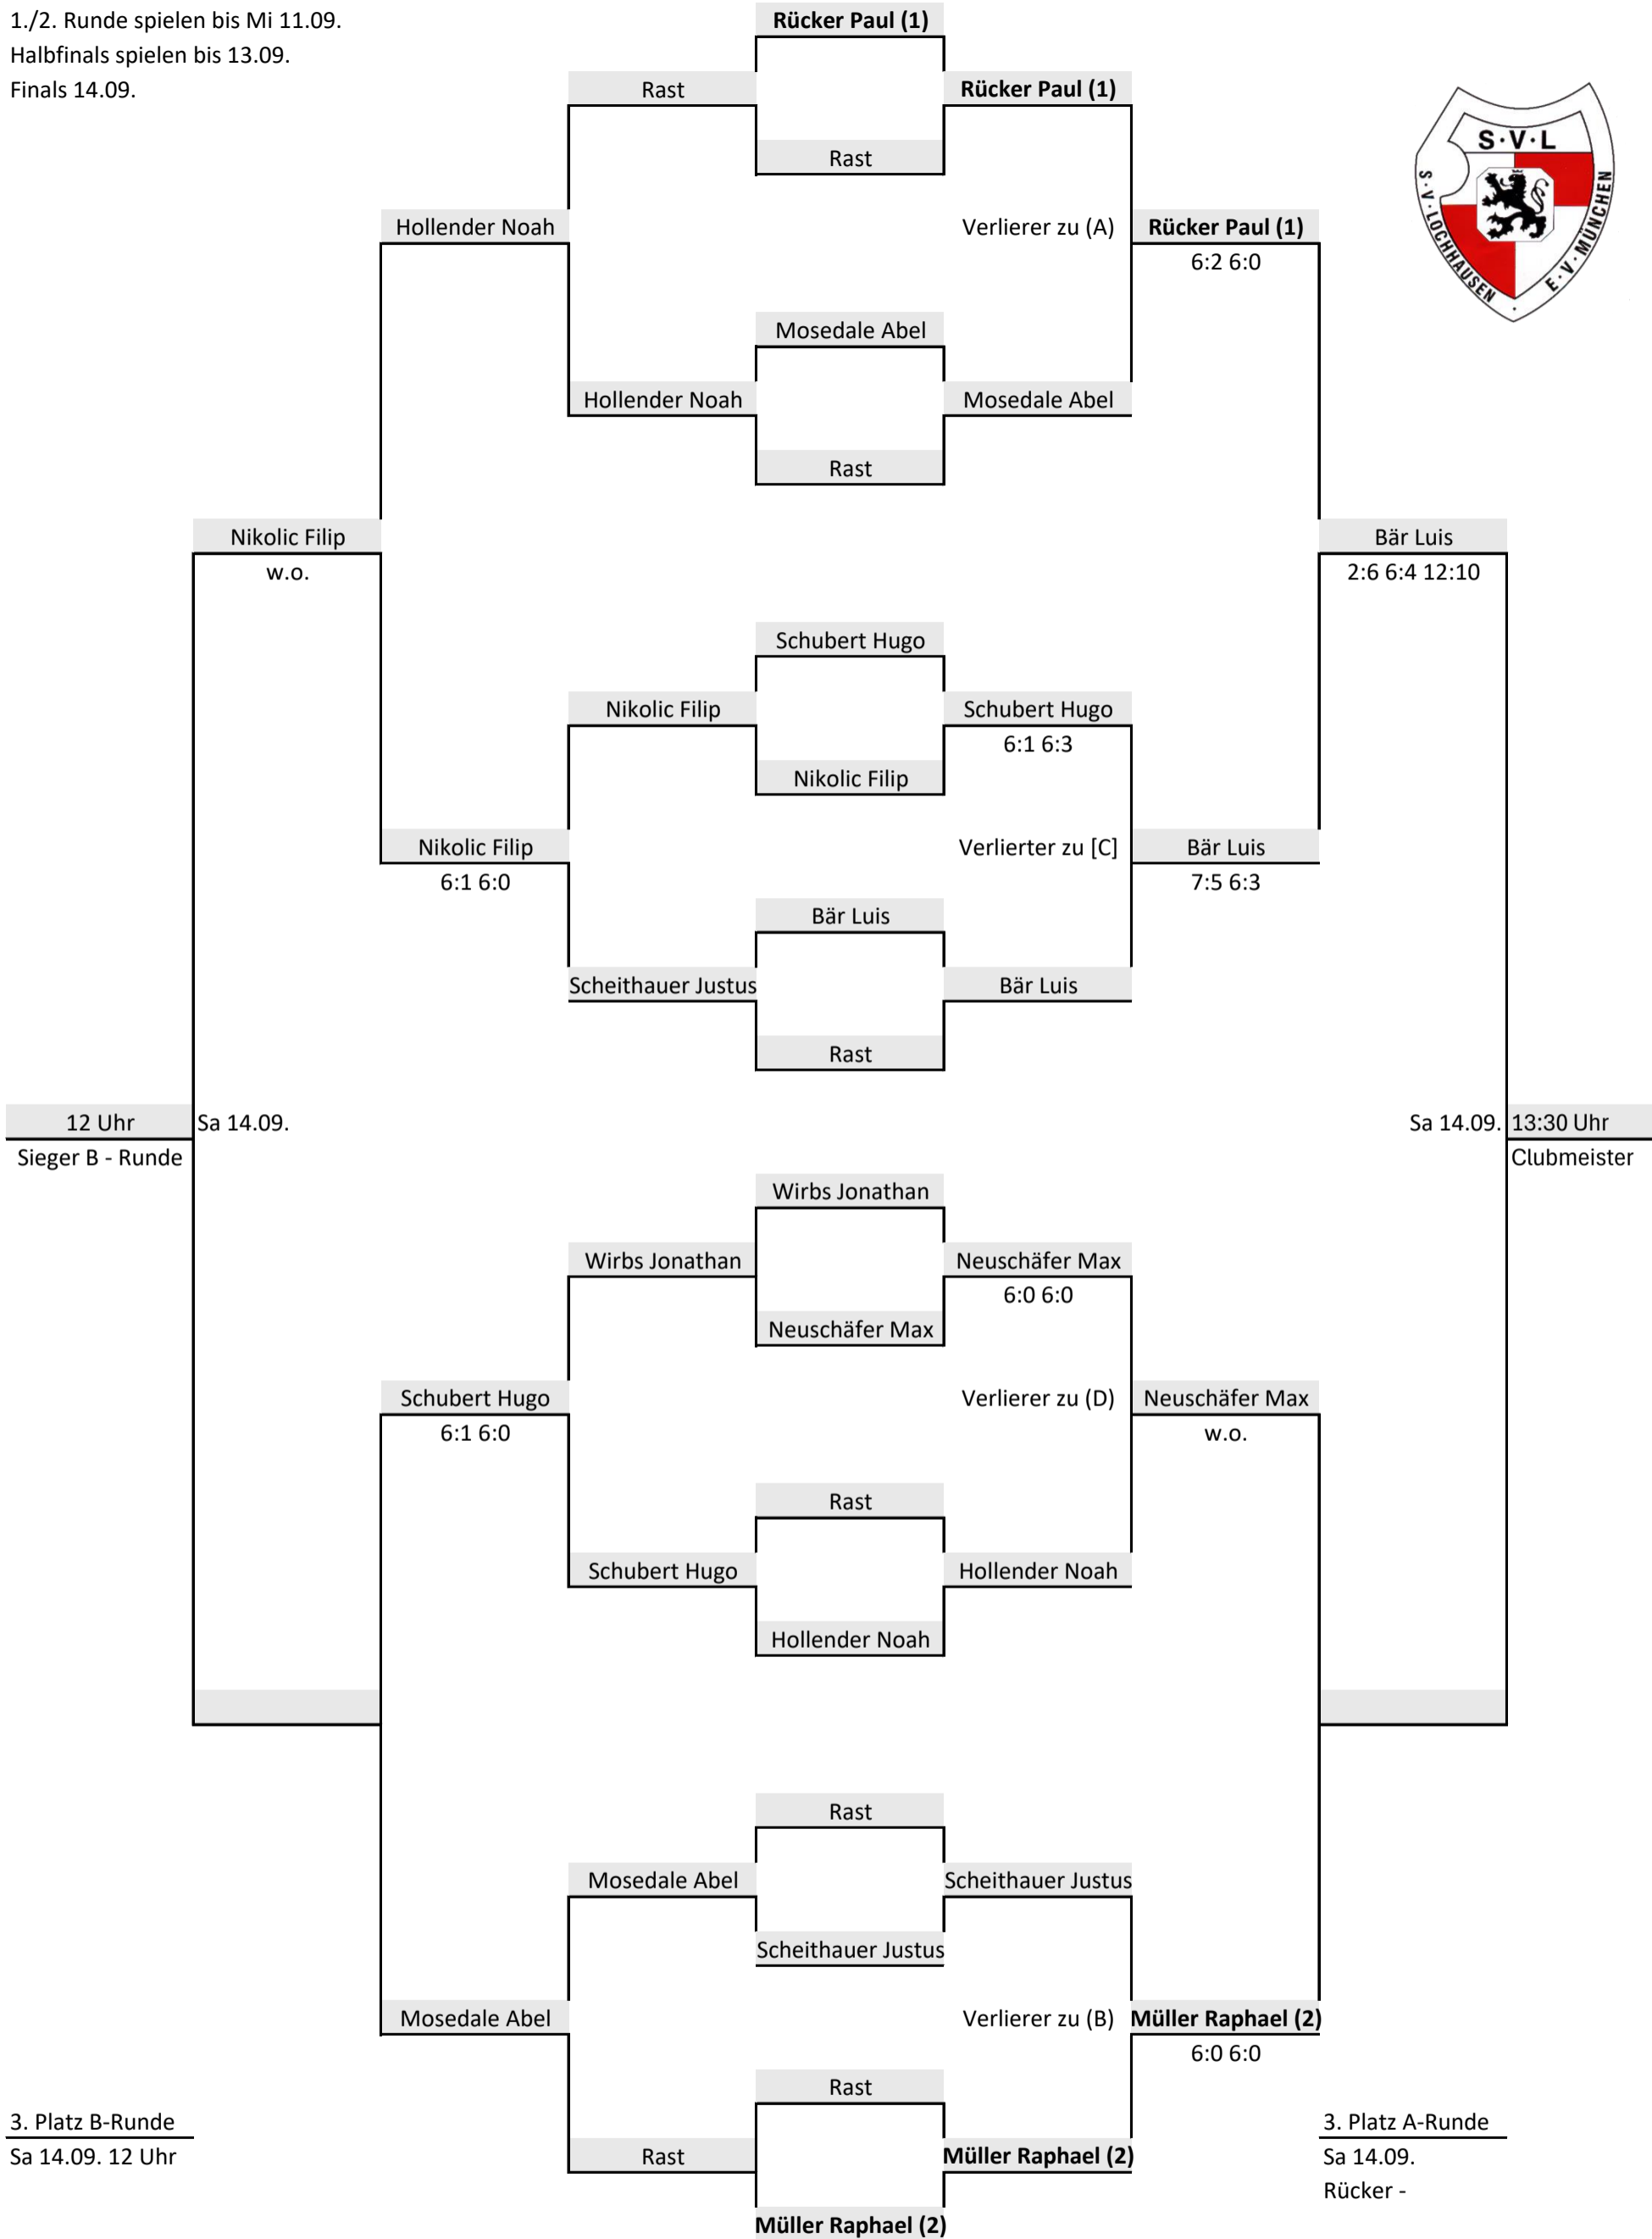 1./2. Runde spielen bis Mi 11.09.
Halbfinals spielen bis 13.09.
Finals 14.09.
Rücker Paul (1)
Rast
Rücker Paul (1)
Rast
S·V·L
S·V·LOCHHAUSEN
E·V·MÜNCHEN
Hollender Noah
Verlierer zu (A)
Rücker Paul (1)
6:2 6:0
Mosedale Abel
Hollender Noah
Mosedale Abel
Rast
Nikolic Filip
w.o.
Bär Luis
2:6 6:4 12:10
Schubert Hugo
Nikolic Filip
Schubert Hugo
6:1 6:3
Nikolic Filip
Nikolic Filip
6:1 6:0
Verlierter zu [C]
Bär Luis
7:5 6:3
Bär Luis
Scheithauer Justus
Bär Luis
Rast
12 Uhr
Sa 14.09.
Sieger B - Runde
Sa 14.09.
13:30 Uhr
Clubmeister
Wirbs Jonathan
Wirbs Jonathan
Neuschäfer Max
6:0 6:0
Neuschäfer Max
Schubert Hugo
6:1 6:0
Verlierer zu (D)
Neuschäfer Max
w.o.
Rast
Schubert Hugo
Hollender Noah
Hollender Noah
Rast
Mosedale Abel
Scheithauer Justus
Scheithauer Justus
Mosedale Abel
Verlierer zu (B)
Müller Raphael (2)
6:0 6:0
Rast
3. Platz B-Runde
Sa 14.09. 12 Uhr
Rast
Müller Raphael (2)
3. Platz A-Runde
Sa 14.09.
Rücker -
Müller Raphael (2)